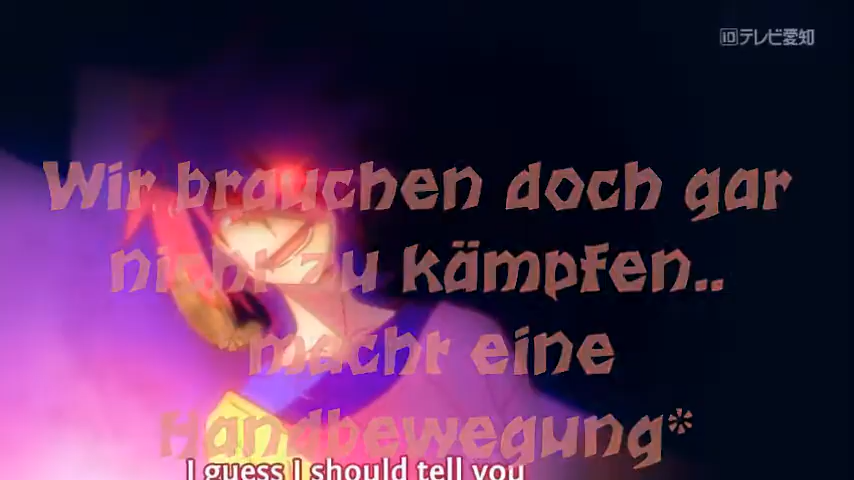 テレビ愛知
Wir brauchen doch gar
nicht zu kämpfen..
*macht eine
Handbewegung*
I guess I should tell you